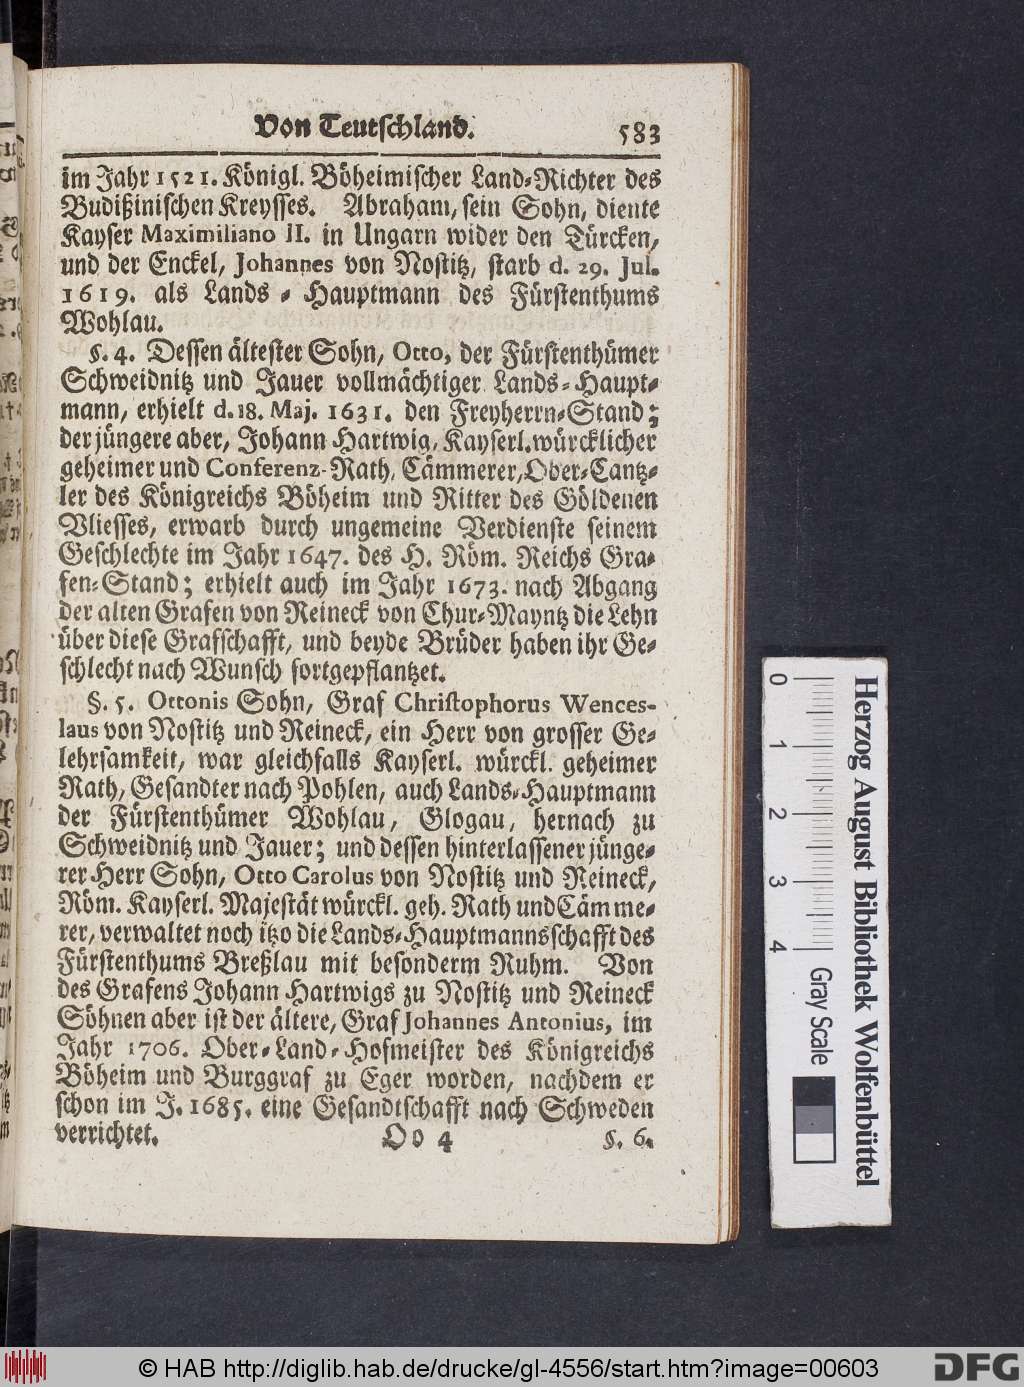 Von Teutschland. 583
im Jahr 1521. Königl. Böheimischer Land-Richter des
Budißinischen Kreysses. Abraham, sein Sohn, diente
Kayser Maximiliano II. in Ungarn wider den Türcken,
und der Enckel, Johannes von Nostitz, starb d. 29. Jul.
1619. als Lands-Hauptmann des Fürstenthums
Wohlau.
§. 4. Dessen ältester Sohn, Otto, der Fürstenthümer
Schweidnitz und Jauer vollmächtiger Lands-Haupt-
mann, erhielt d. 18. Maj. 1631. den Freyherrn-Stand;
der jüngere aber, Johann Hartwig, Kayserl. würcklicher
geheimer und Conferenz-Rath, Cämmerer, Ober-Cantz-
ler des Königreichs Böheim und Ritter des Göldenen
Vliesses, erwarb durch ungemeine Verdienste seinem
Geschlechte im Jahr 1647. des H. Röm. Reichs Gra-
fen-Stand; erhielt auch im Jahr 1673. nach Abgang
der alten Grafen von Reineck von Chur-Mayntz die Lehn
über diese Grafschafft, und beyde Brüder haben ihr Ge-
schlecht nach Wunsch fortgepflantzet.
§. 5. Ottonis Sohn, Graf Christophorus Wences-
laus von Nostitz und Reineck, ein Herr von grosser Ge-
lehrsamkeit, war gleichfalls Kayserl. würckl. geheimer
Rath, Gesandter nach Pohlen, auch Lands-Hauptmann
der Fürstenthümer Wohlau, Glogau, hernach zu
Schweidnitz und Jauer; und dessen hinterlassener jünge-
rer Herr Sohn, Otto Carolus von Nostitz und Reineck,
Röm. Kayserl. Majestät würckl. geh. Rath und Cämme-
rer, verwaltet noch itzo die Lands-Hauptmannsschafft des
Fürstenthums Breßlau mit besonderm Ruhm. Von
des Grafens Johann Hartwigs zu Nostitz und Reineck
Söhnen aber ist der ältere, Graf Johannes Antonius, im
Jahr 1706. Ober-Land-Hofmeister des Königreichs
Böheim und Burggraf zu Eger worden, nachdem er
schon im J. 1685. eine Gesandtschafft nach Schweden
verrichtet. Oo 4 §. 6.
0 1 2 3 4 Gray Scale
Herzog August Bibliothek Wolfenbüttel
© HAB http://diglib.hab.de/drucke/gl-4556/start.htm?image=00603
DFG